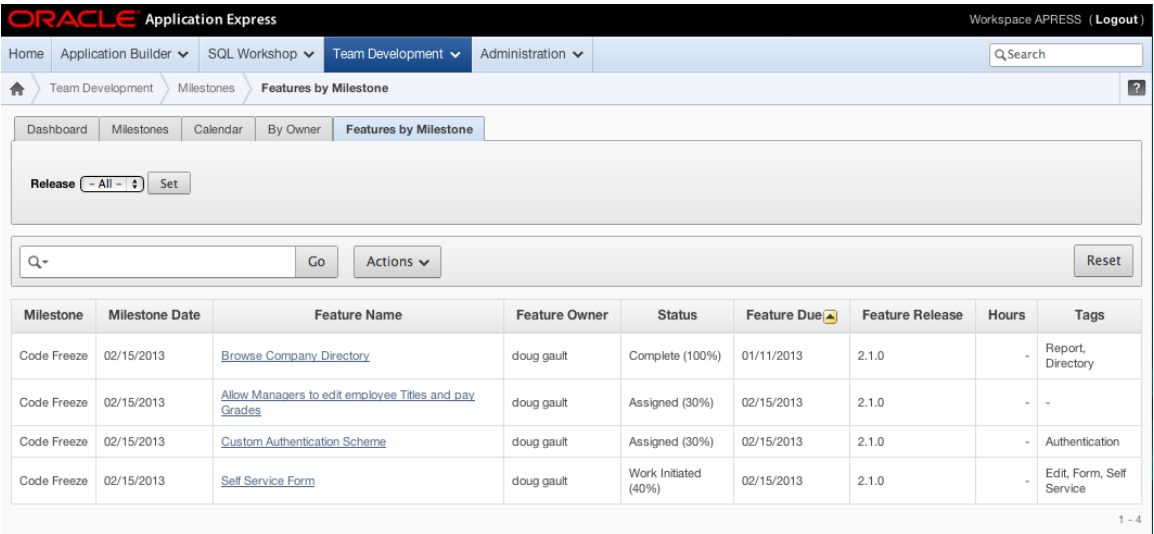 ORACLE Application Express Workspace APRESS (Logout)
Home Application Builder SQL Workshop Team Development Administration Search
Team Development Milestones Features by Milestone ?
Dashboard Milestones Calendar By Owner Features by Milestone
Release - All - Set
Go Actions Reset
Milestone Milestone Date Feature Name Feature Owner Status Feature Due Feature Release Hours Tags
Code Freeze 02/15/2013 Browse Company Directory doug gault Complete (100%) 01/11/2013 2.1.0 - Report,
Directory
Code Freeze 02/15/2013 Allow Managers to edit employee Titles and pay
Grades doug gault Assigned (30%) 02/15/2013 2.1.0 - -
Code Freeze 02/15/2013 Custom Authentication Scheme doug gault Assigned (30%) 02/15/2013 2.1.0 - Authentication
Code Freeze 02/15/2013 Self Service Form doug gault Work Initiated
(40%) 02/15/2013 2.1.0 - Edit, Form, Self
Service
1 - 4